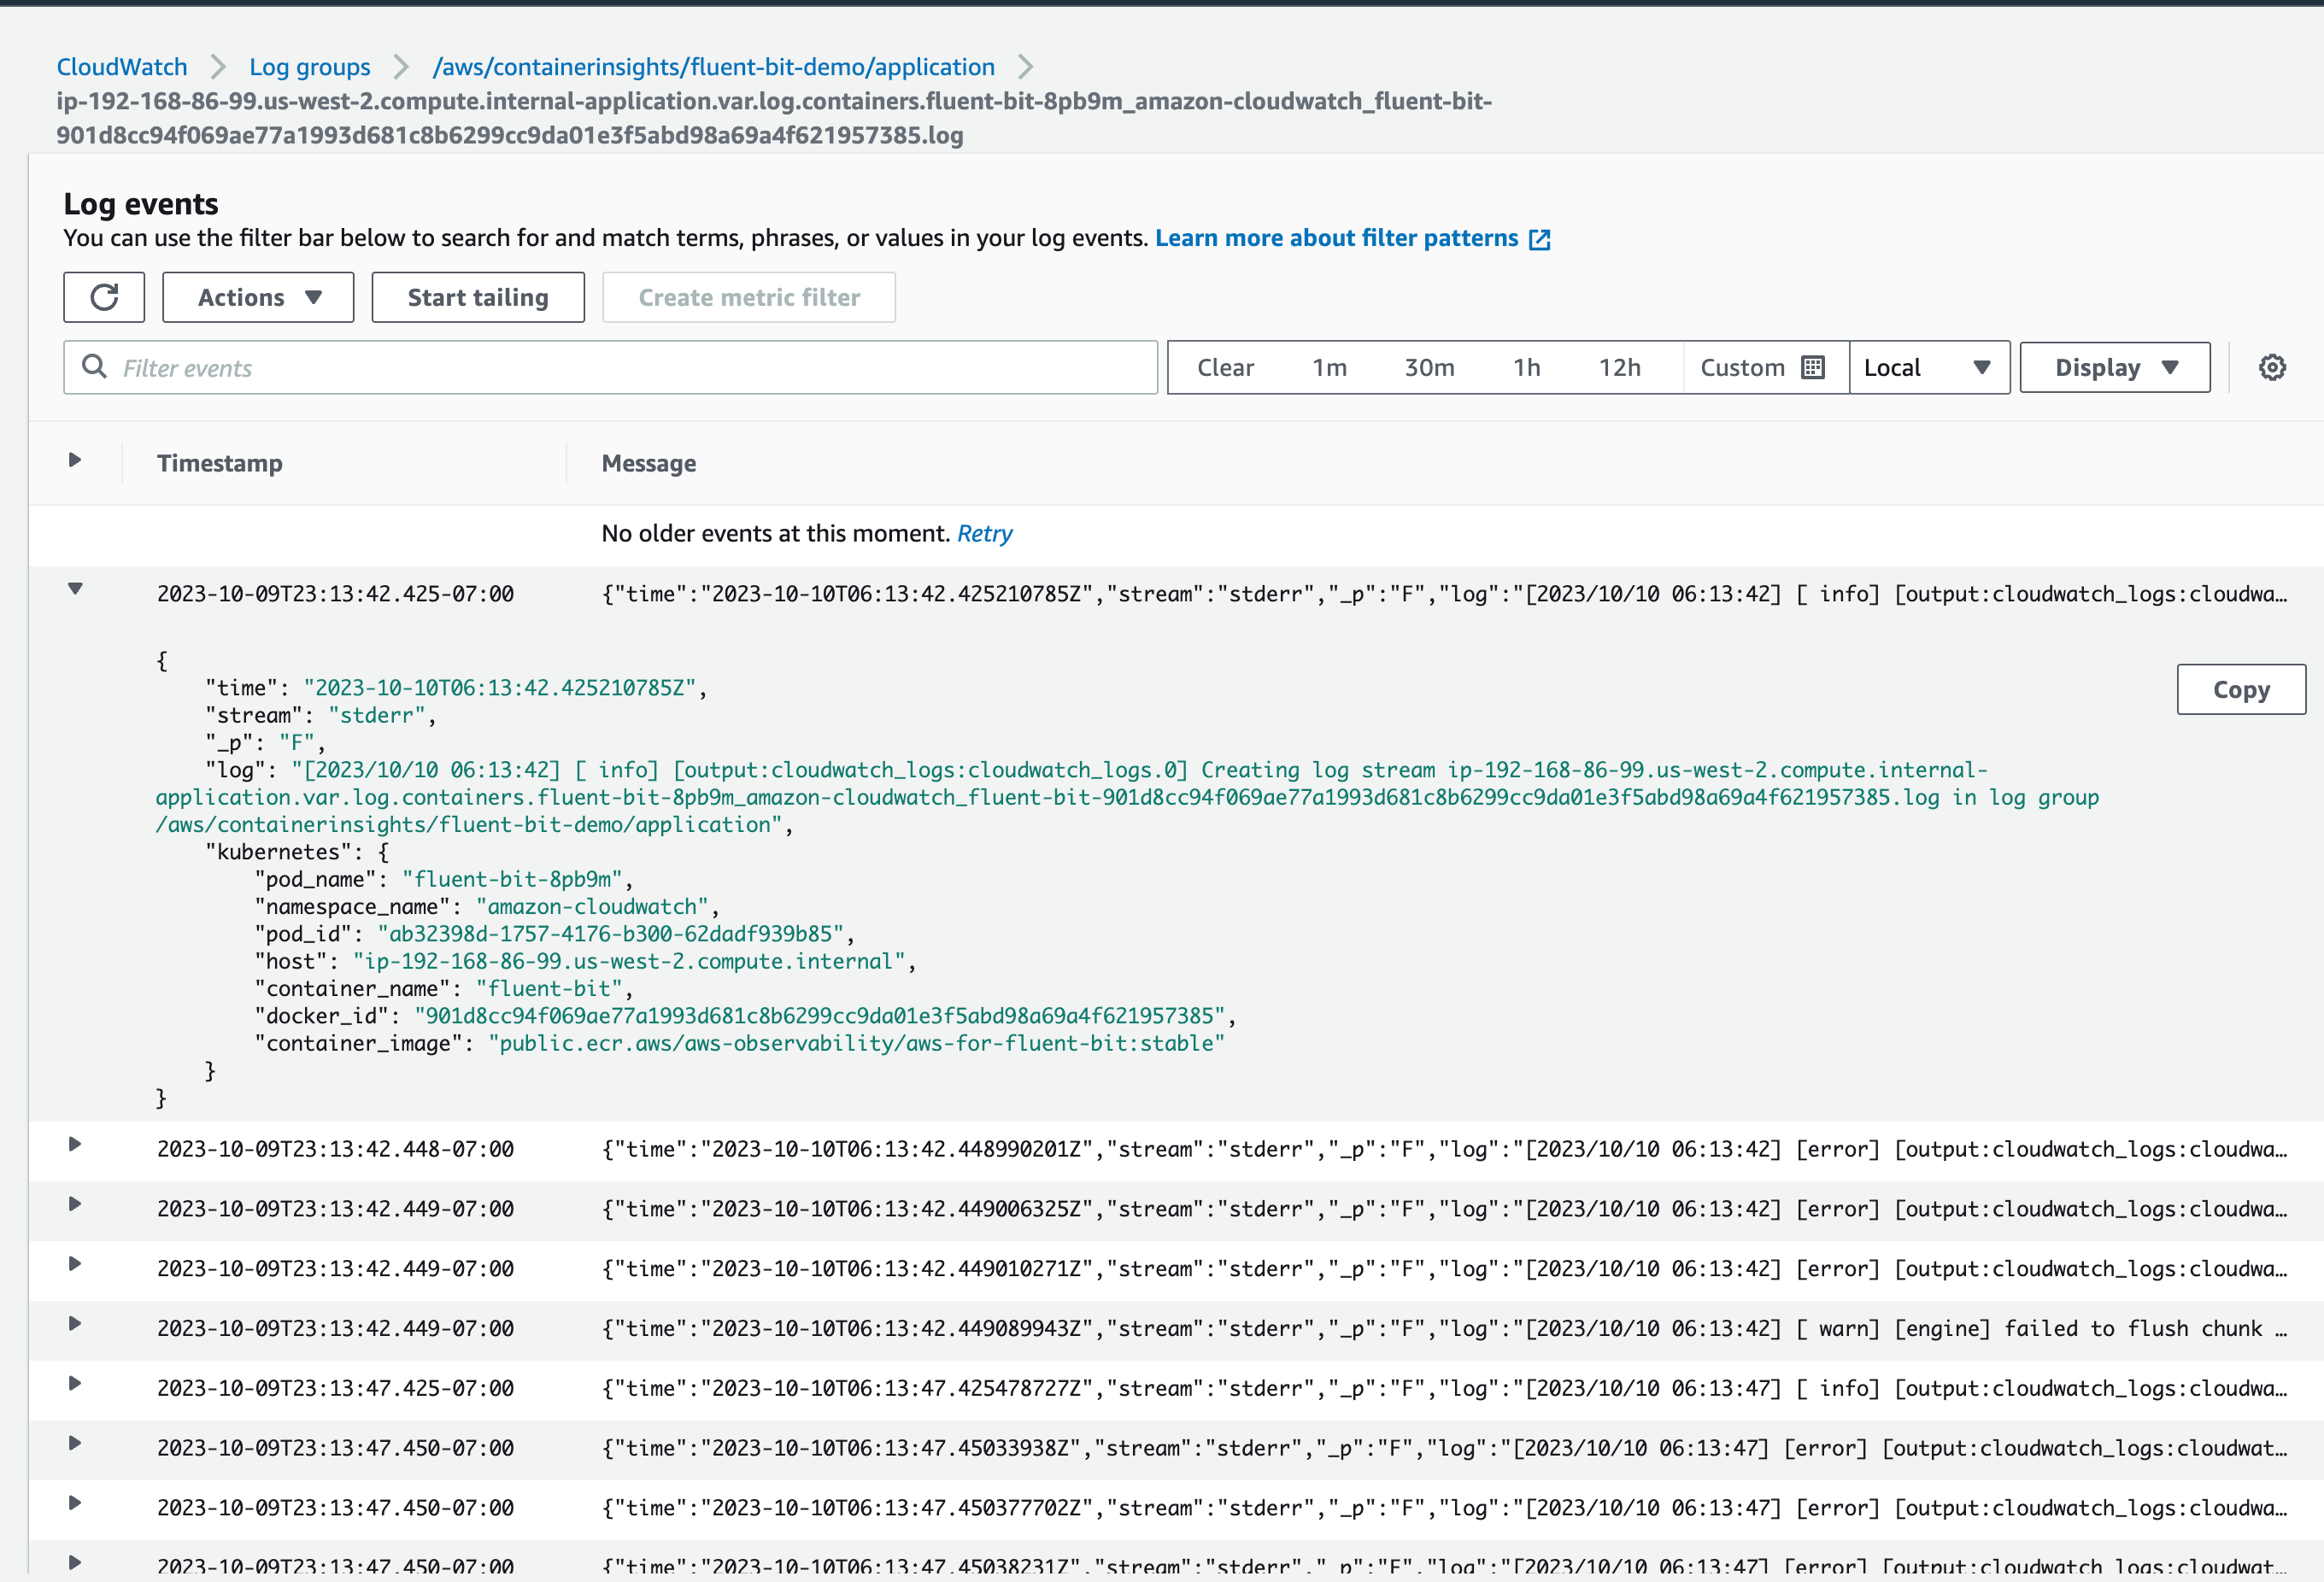 CloudWatch > Log groups > /aws/containerinsights/fluent-bit-demo/application >
ip-192-168-86-99.us-west-2.compute.internal-application.var.log.containers.fluent-bit-8pb9m_amazon-cloudwatch_fluent-bit-
901d8cc94f069ae77a1993d681c8b6299cc9da01e3f5abd98a69a4f621957385.log
Log events
You can use the filter bar below to search for and match terms, phrases, or values in your log events. Learn more about filter patterns
Actions Start tailing Create metric filter
Filter events Clear 1m 30m 1h 12h Custom Local Display
Timestamp Message
No older events at this moment. Retry
2023-10-09T23:13:42.425-07:00 {"time":"2023-10-10T06:13:42.425210785Z","stream":"stderr","_p":"F","log":"[2023/10/10 06:13:42] [ info] [output:cloudwatch_logs:cloudwa…
{
Copy
"time": "2023-10-10T06:13:42.425210785Z",
"stream": "stderr",
"_p": "F",
"log": "[2023/10/10 06:13:42] [ info] [output:cloudwatch_logs:cloudwatch_logs.0] Creating log stream ip-192-168-86-99.us-west-2.compute.internal-
application.var.log.containers.fluent-bit-8pb9m_amazon-cloudwatch_fluent-bit-901d8cc94f069ae77a1993d681c8b6299cc9da01e3f5abd98a69a4f621957385.log in log group
/aws/containerinsights/fluent-bit-demo/application",
"kubernetes": {
"pod_name": "fluent-bit-8pb9m",
"namespace_name": "amazon-cloudwatch",
"pod_id": "ab32398d-1757-4176-b300-62dadf939b85",
"host": "ip-192-168-86-99.us-west-2.compute.internal",
"container_name": "fluent-bit",
"docker_id": "901d8cc94f069ae77a1993d681c8b6299cc9da01e3f5abd98a69a4f621957385",
"container_image": "public.ecr.aws/aws-observability/aws-for-fluent-bit:stable"
}
}
2023-10-09T23:13:42.448-07:00 {"time":"2023-10-10T06:13:42.448990201Z","stream":"stderr","_p":"F","log":"[2023/10/10 06:13:42] [error] [output:cloudwatch_logs:cloudwa…
2023-10-09T23:13:42.449-07:00 {"time":"2023-10-10T06:13:42.449006325Z","stream":"stderr","_p":"F","log":"[2023/10/10 06:13:42] [error] [output:cloudwatch_logs:cloudwa…
2023-10-09T23:13:42.449-07:00 {"time":"2023-10-10T06:13:42.449010271Z","stream":"stderr","_p":"F","log":"[2023/10/10 06:13:42] [error] [output:cloudwatch_logs:cloudwa…
2023-10-09T23:13:42.449-07:00 {"time":"2023-10-10T06:13:42.449089943Z","stream":"stderr","_p":"F","log":"[2023/10/10 06:13:42] [ warn] [engine] failed to flush chunk …
2023-10-09T23:13:47.425-07:00 {"time":"2023-10-10T06:13:47.425478727Z","stream":"stderr","_p":"F","log":"[2023/10/10 06:13:47] [ info] [output:cloudwatch_logs:cloudwa…
2023-10-09T23:13:47.450-07:00 {"time":"2023-10-10T06:13:47.45033938Z","stream":"stderr","_p":"F","log":"[2023/10/10 06:13:47] [error] [output:cloudwatch_logs:cloudwat…
2023-10-09T23:13:47.450-07:00 {"time":"2023-10-10T06:13:47.450377702Z","stream":"stderr","_p":"F","log":"[2023/10/10 06:13:47] [error] [output:cloudwatch_logs:cloudwa…
2023-10-09T23:13:47.450-07:00 {"time":"2023-10-10T06:13:47.45038231Z","stream":"stderr","_p":"F","log":"[2023/10/10 06:13:47] [error] [output:cloudwatch_logs:cloudwat…